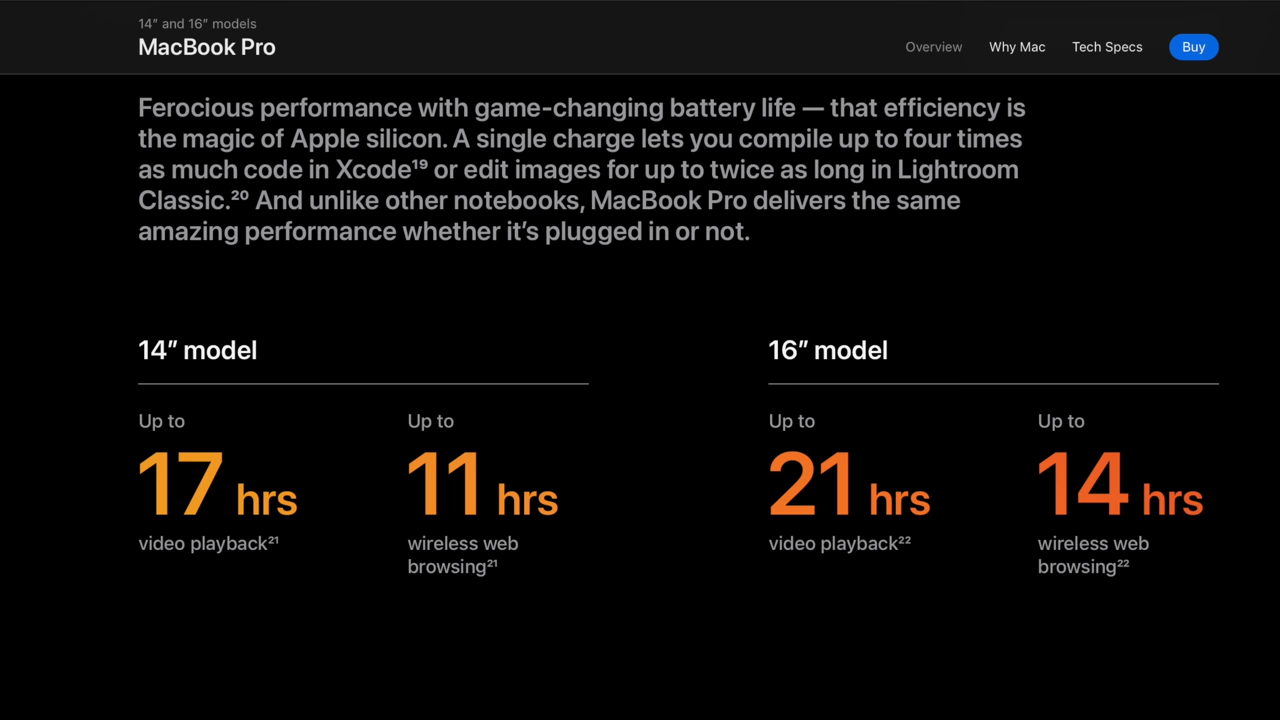 14″ and 16″ models
MacBook Pro
Overview
Why Mac
Tech Specs
Buy
Ferocious performance with game-changing battery life — that efficiency is
the magic of Apple silicon. A single charge lets you compile up to four times
as much code in Xcode¹⁹ or edit images for up to twice as long in Lightroom
Classic.²⁰ And unlike other notebooks, MacBook Pro delivers the same
amazing performance whether it’s plugged in or not.
14″ model
Up to
17 hrs
video playback²¹
Up to
11 hrs
wireless web
browsing²¹
16″ model
Up to
21 hrs
video playback²²
Up to
14 hrs
wireless web
browsing²²